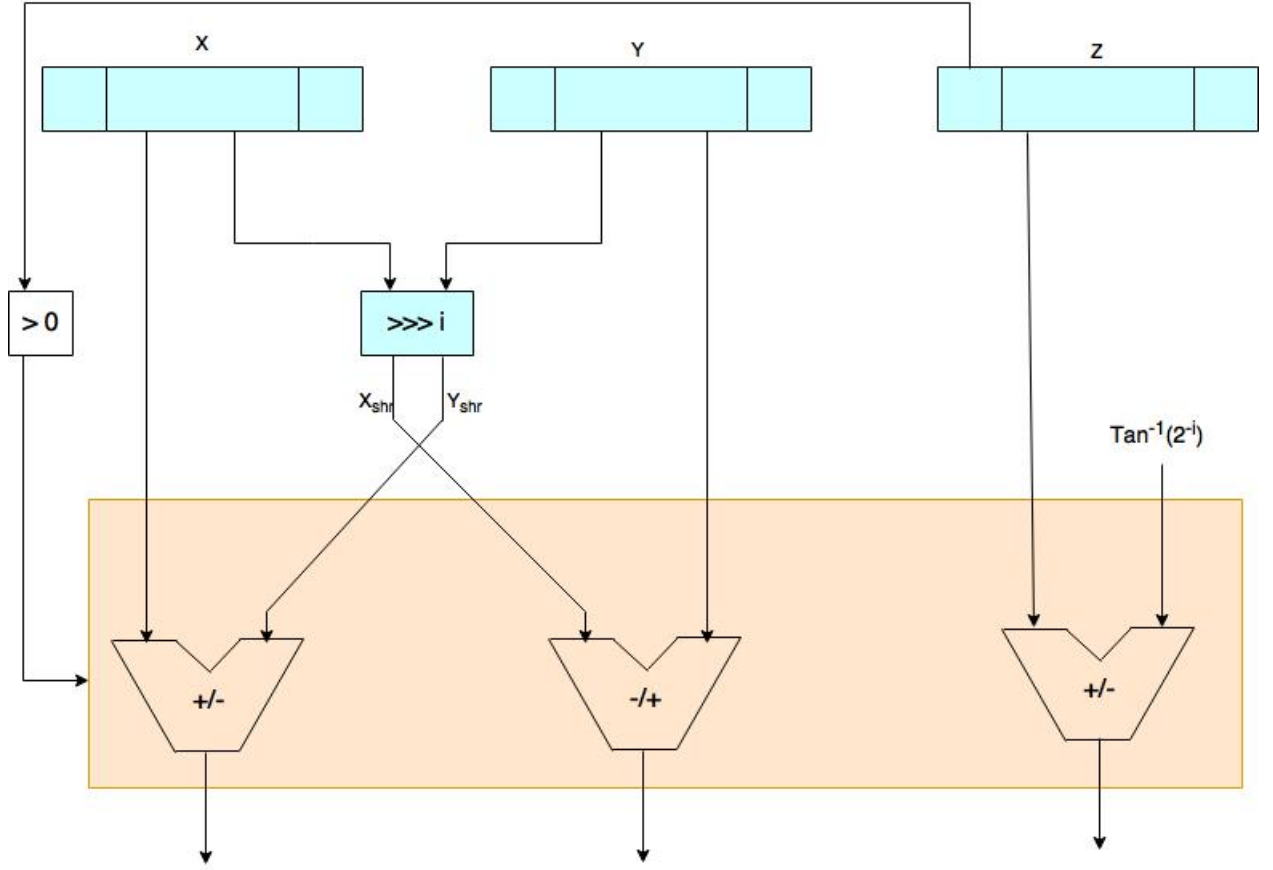 X
Y
Z
> 0
>>> i
Xshr
Yshr
Tan⁻¹(2⁻ⁱ)
+/-
-/+
+/-